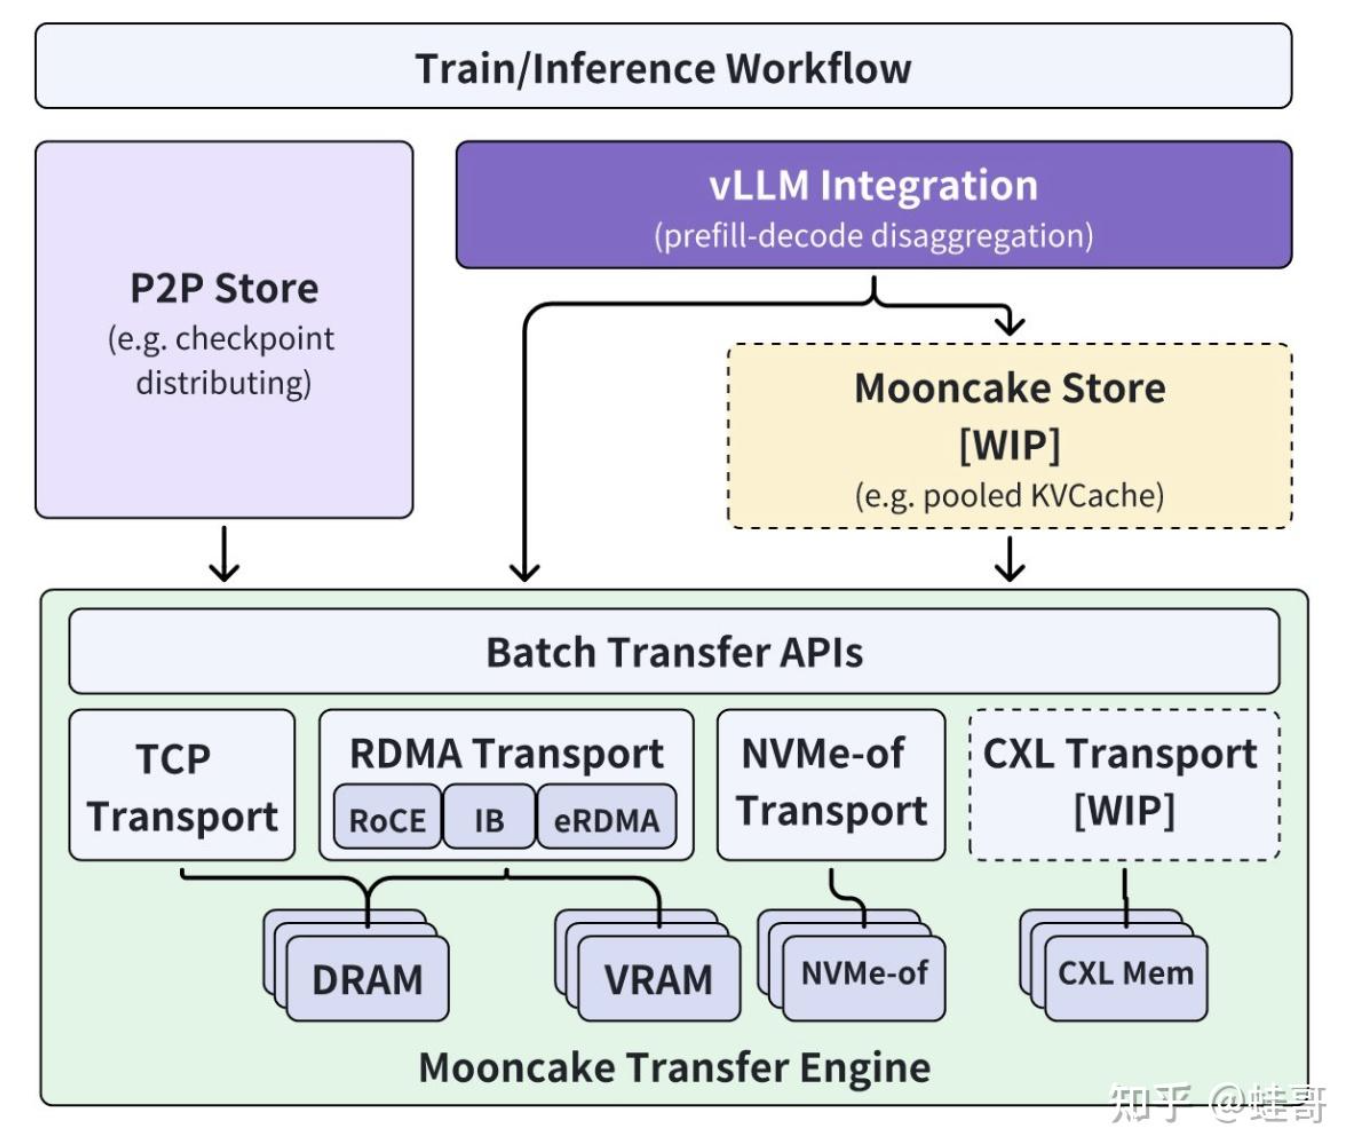 Train/Inference Workflow
P2P Store
(e.g. checkpoint
distributing)
vLLM Integration
(prefill-decode disaggregation)
Mooncake Store
[WIP]
(e.g. pooled KVCache)
Batch Transfer APIs
TCP
Transport
RDMA Transport
RoCE
IB
eRDMA
NVMe-of
Transport
CXL Transport
[WIP]
DRAM
VRAM
NVMe-of
CXL Mem
Mooncake Transfer Engine
知乎 @蛙哥